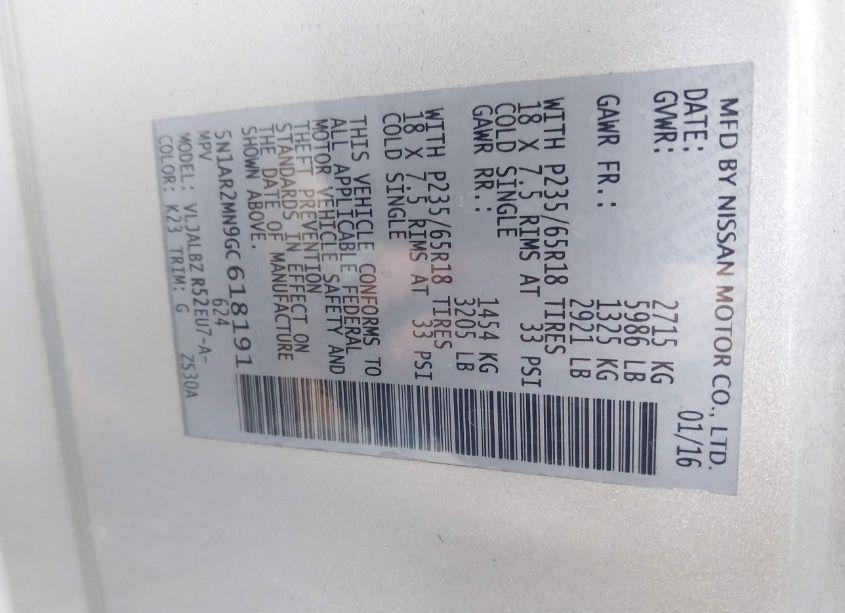 MFD BY NISSAN MOTOR CO., LTD.
DATE: 01/16
GVWR: 2715 KG
5986 LB
GAWR FR.: 1325 KG
2921 LB
WITH P235/65R18 TIRES
18 X 7.5 RIMS AT 33 PSI
COLD SINGLE
GAWR RR.: 1454 KG
3205 LB
WITH P235/65R18 TIRES
18 X 7.5 RIMS AT 33 PSI
COLD SINGLE
THIS VEHICLE CONFORMS TO
ALL APPLICABLE FEDERAL
MOTOR VEHICLE SAFETY AND
THEFT PREVENTION
STANDARDS IN EFFECT ON
THE DATE OF MANUFACTURE
SHOWN ABOVE.
5N1AR2MN9GC618191
MPV 624
MODEL: VLJALBZ R52EU7-A-
COLOR: K23 TRIM: G ZS30A